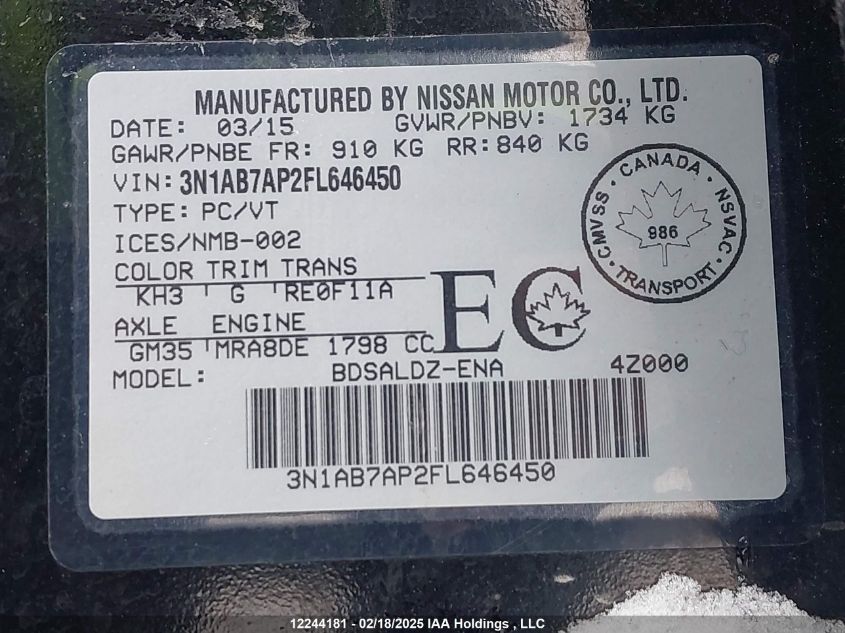 MANUFACTURED BY NISSAN MOTOR CO., LTD.
DATE: 03/15 GVWR/PNBV: 1734 KG
GAWR/PNBE FR: 910 KG RR: 840 KG
VIN: 3N1AB7AP2FL646450
TYPE: PC/VT
ICES/NMB-002
COLOR TRIM TRANS
KH3 G RE0F11A
AXLE ENGINE
GM35 MRA8DE 1798 CC
EC
CANADA
CMVSS · NSVAC
986
TRANSPORT
MODEL: BDSALDZ-ENA 4Z000
3N1AB7AP2FL646450
12244181 - 02/18/2025 IAA Holdings , LLC